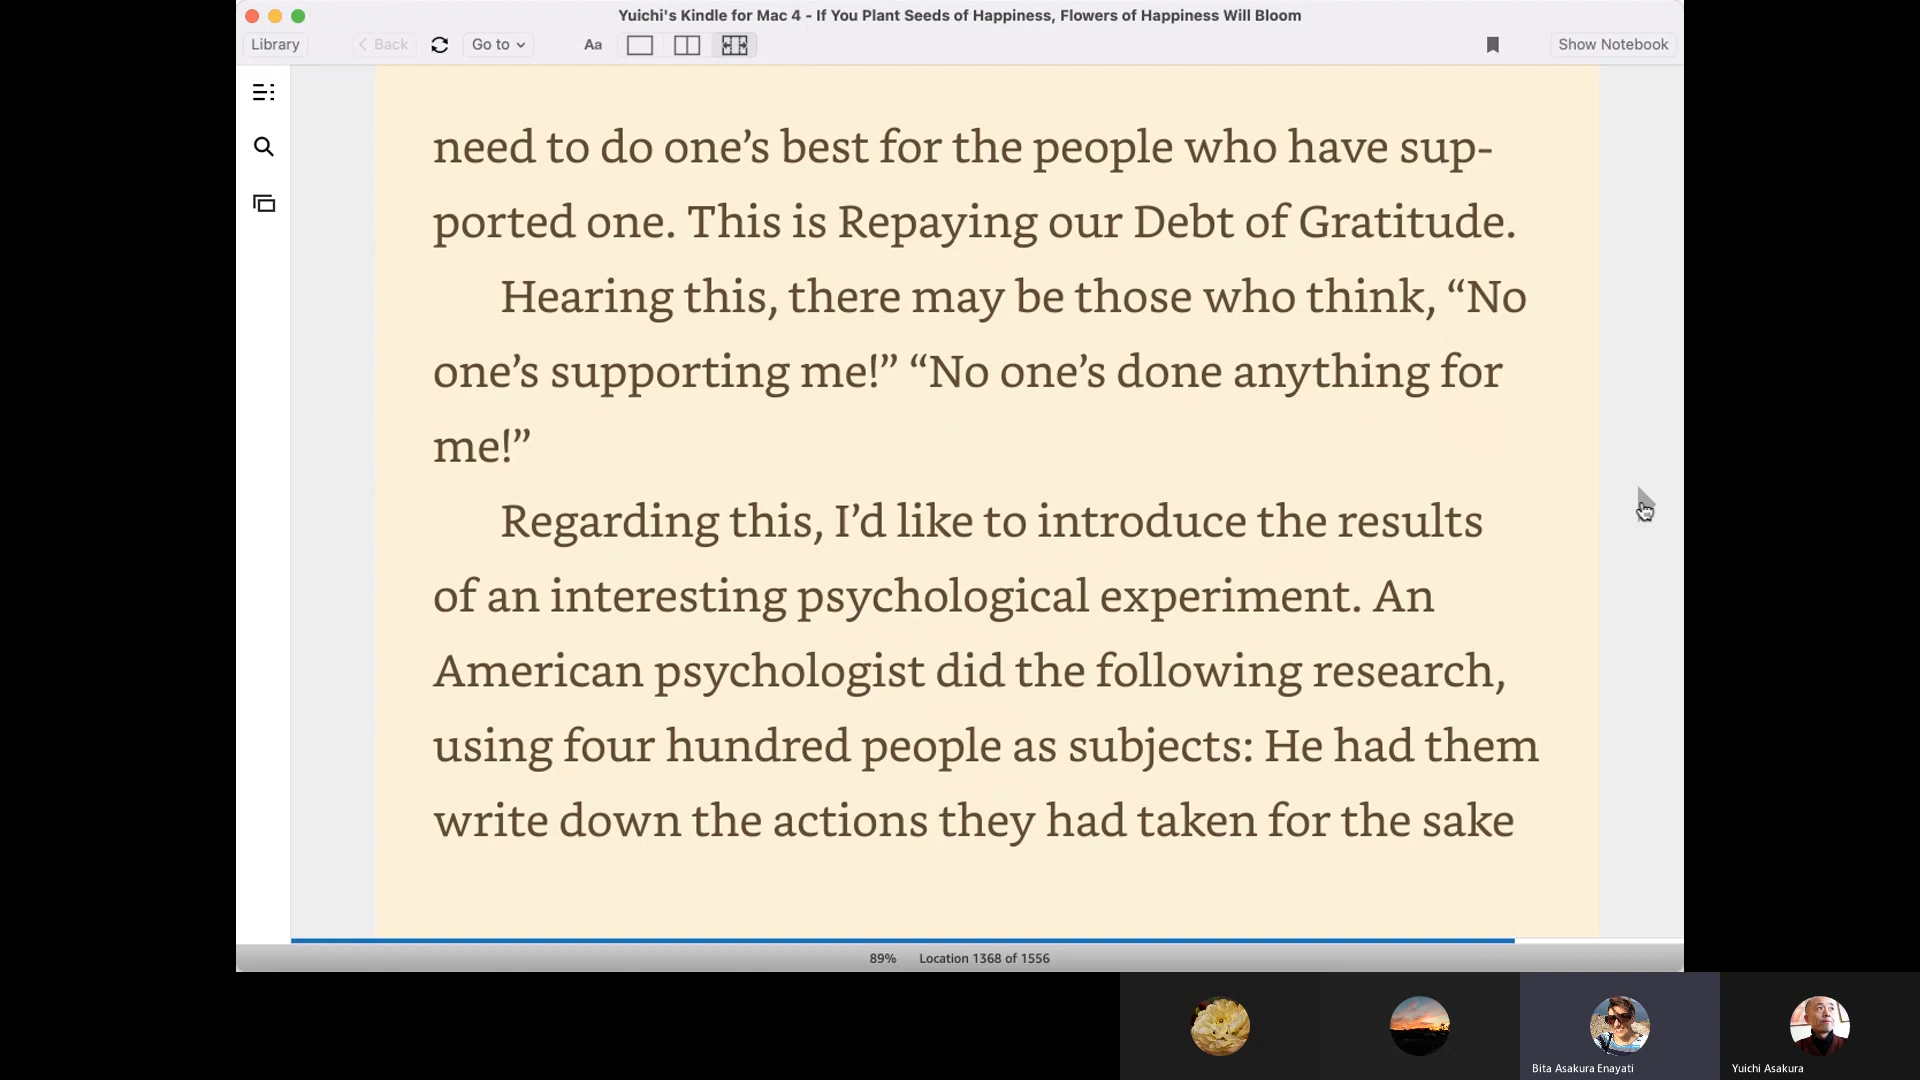 Yuichi's Kindle for Mac 4 - If You Plant Seeds of Happiness, Flowers of Happiness Will Bloom
Library
Back
Go to
Aa
Show Notebook
need to do one’s best for the people who have sup-
ported one. This is Repaying our Debt of Gratitude.
Hearing this, there may be those who think, “No
one’s supporting me!” “No one’s done anything for
me!”
Regarding this, I’d like to introduce the results
of an interesting psychological experiment. An
American psychologist did the following research,
using four hundred people as subjects: He had them
write down the actions they had taken for the sake
89%
Location 1368 of 1556
Bita Asakura Enayati
Yuichi Asakura